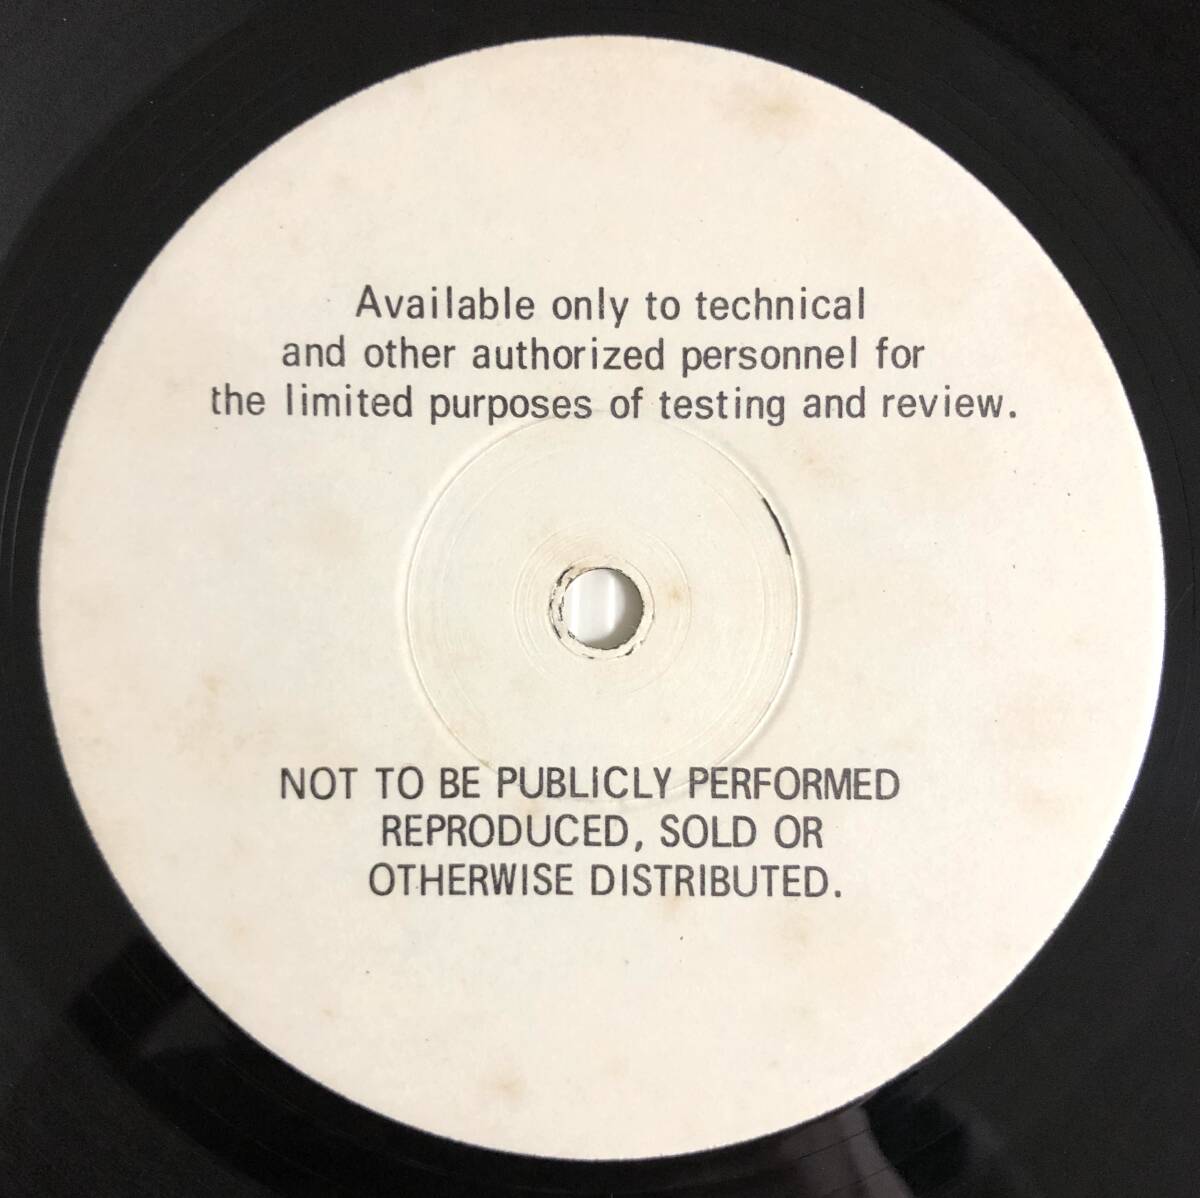 Available only to technical
and other authorized personnel for
the limited purposes of testing and review.
NOT TO BE PUBLICLY PERFORMED
REPRODUCED, SOLD OR
OTHERWISE DISTRIBUTED.